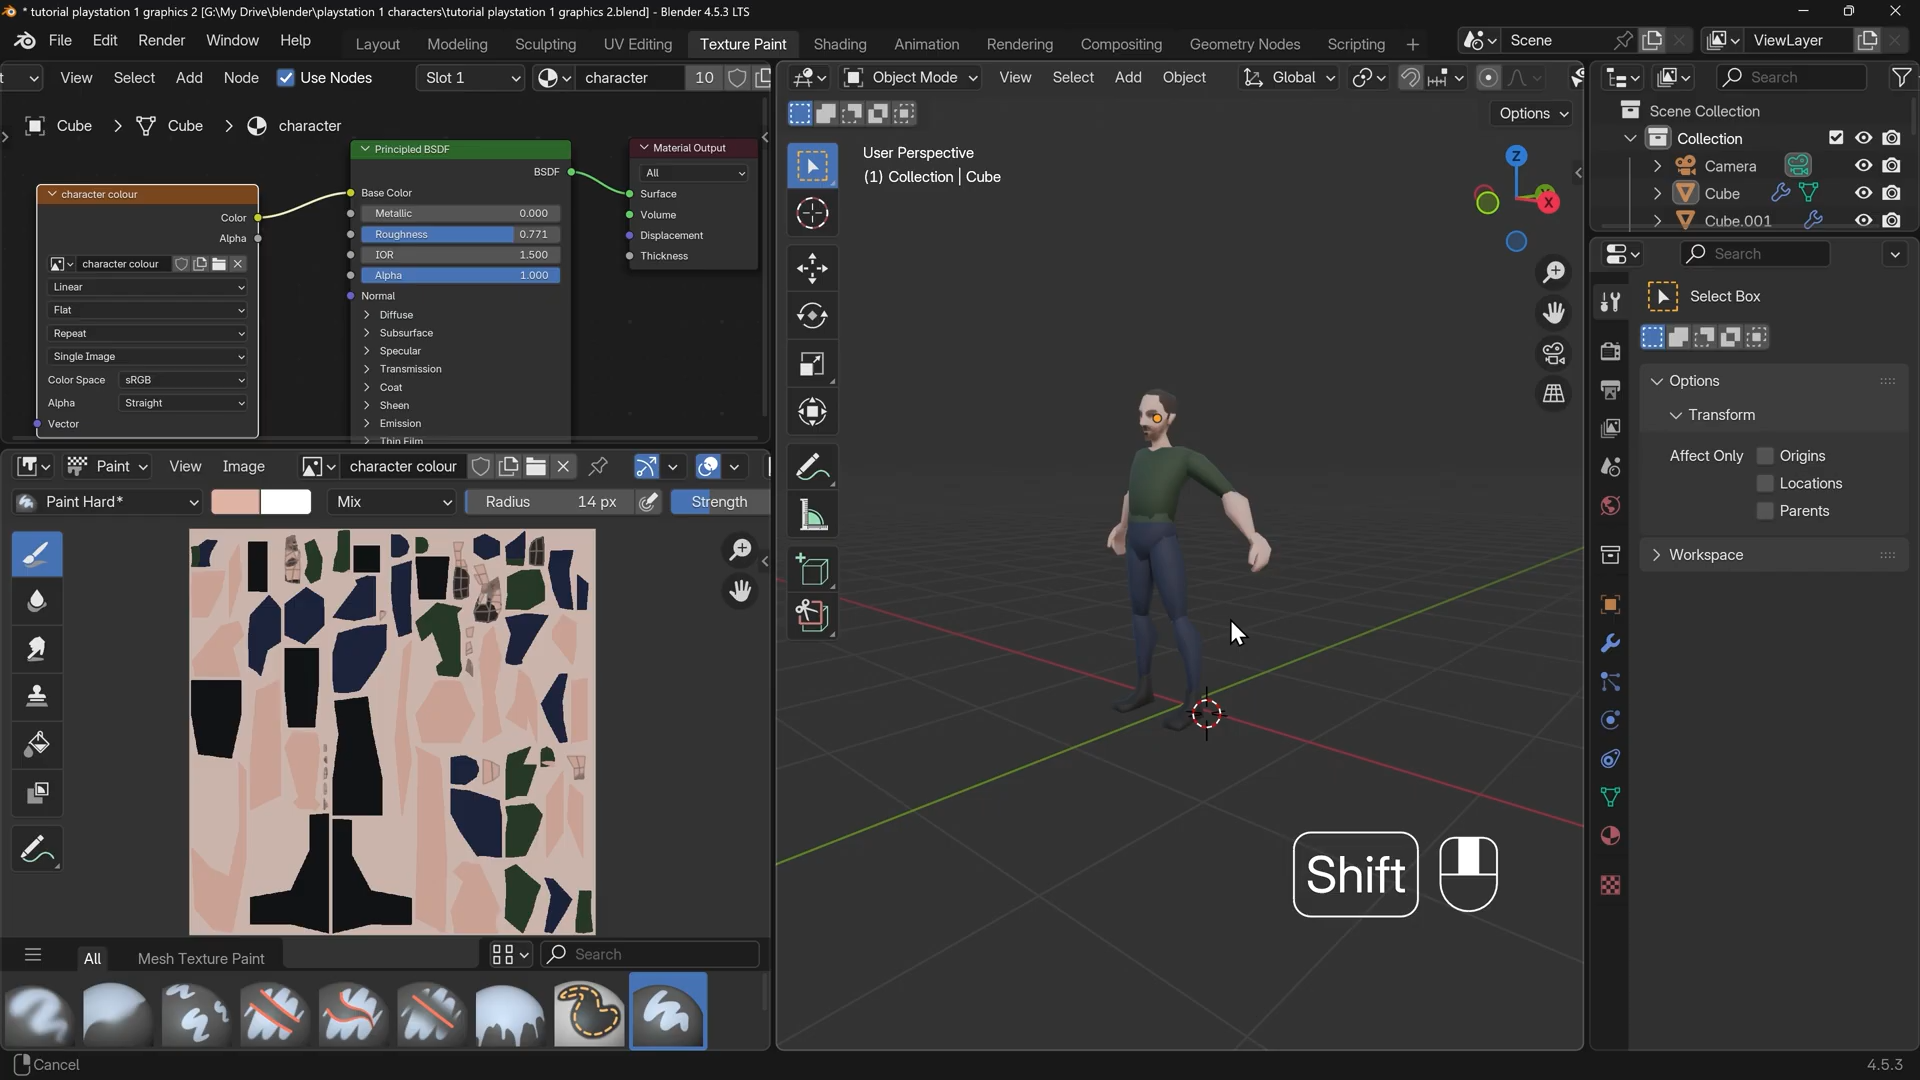 * tutorial playstation 1 graphics 2 [G:\My Drive\blender\playstation 1 characters\tutorial playstation 1 graphics 2.blend] - Blender 4.5.3 LTS
File Edit Render Window Help
Layout Modeling Sculpting UV Editing Texture Paint Shading Animation Rendering Compositing Geometry Nodes Scripting +
Scene
ViewLayer
View Select Add Node Use Nodes Slot 1 character 10
Cube > Cube > character
Principled BSDF
BSDF
Base Color
Metallic 0.000
Roughness 0.771
IOR 1.500
Alpha 1.000
Normal
Diffuse
Subsurface
Specular
Transmission
Coat
Sheen
Emission
Thin Film
Material Output
All
Surface
Volume
Displacement
Thickness
character colour
Color
Alpha
character colour
Linear
Flat
Repeat
Single Image
Color Space sRGB
Alpha Straight
Vector
Paint View Image character colour
Paint Hard* Mix Radius 14 px Strength
All Mesh Texture Paint Search
Object Mode View Select Add Object Global
Options
User Perspective
(1) Collection | Cube
Z
X
Shift
Search
Scene Collection
Collection
Camera
Cube
Cube.001
Search
Select Box
Options
Transform
Affect Only Origins
Locations
Parents
Workspace
Cancel
4.5.3